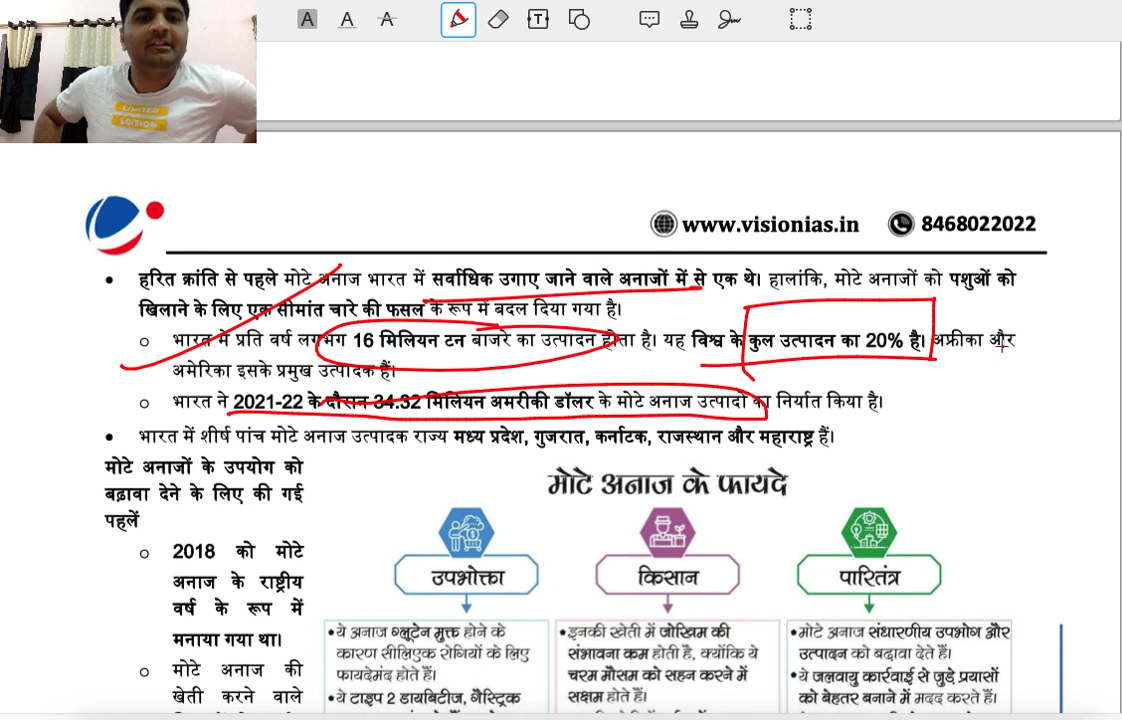 A A A T
LIMITED
EDITION
www.visionias.in 8468022022
• हरित क्रांति से पहले मोटे अनाज भारत में सर्वाधिक उगाए जाने वाले अनाजों में से एक थे। हालांकि, मोटे अनाजों को पशुओं को
खिलाने के लिए एक सीमांत चारे की फसल के रूप में बदल दिया गया है।
o भारत में प्रति वर्ष लगभग 16 मिलियन टन बाजरे का उत्पादन होता है। यह विश्व के कुल उत्पादन का 20% है। अफ्रीका और
अमेरिका इसके प्रमुख उत्पादक हैं।
o भारत ने 2021-22 के दौरान 34.32 मिलियन अमरीकी डॉलर के मोटे अनाज उत्पादों का निर्यात किया है।
• भारत में शीर्ष पांच मोटे अनाज उत्पादक राज्य मध्य प्रदेश, गुजरात, कर्नाटक, राजस्थान और महाराष्ट्र हैं।
मोटे अनाजों के उपयोग को
बढ़ावा देने के लिए की गई
पहलें
o 2018 को मोटे
अनाज के राष्ट्रीय
वर्ष के रूप में
मनाया गया था।
o मोटे अनाज की
खेती करने वाले
मोटे अनाज के फायदे
उपभोक्ता
•ये अनाज ग्लूटेन मुक्त होने के
कारण सीलिएक रोगियों के लिए
फायदेमंद होते हैं।
•ये टाइप 2 डायबिटीज, गैस्ट्रिक
किसान
•इनकी खेती में जोखिम की
संभावना कम होती है, क्योंकि ये
चरम मौसम को सहन करने में
सक्षम होते हैं।
पारितंत्र
•मोटे अनाज संधारणीय उपभोग और
उत्पादन को बढ़ावा देते हैं।
•ये जलवायु कार्रवाई से जुड़े प्रयासों
को बेहतर बनाने में मदद करते हैं।